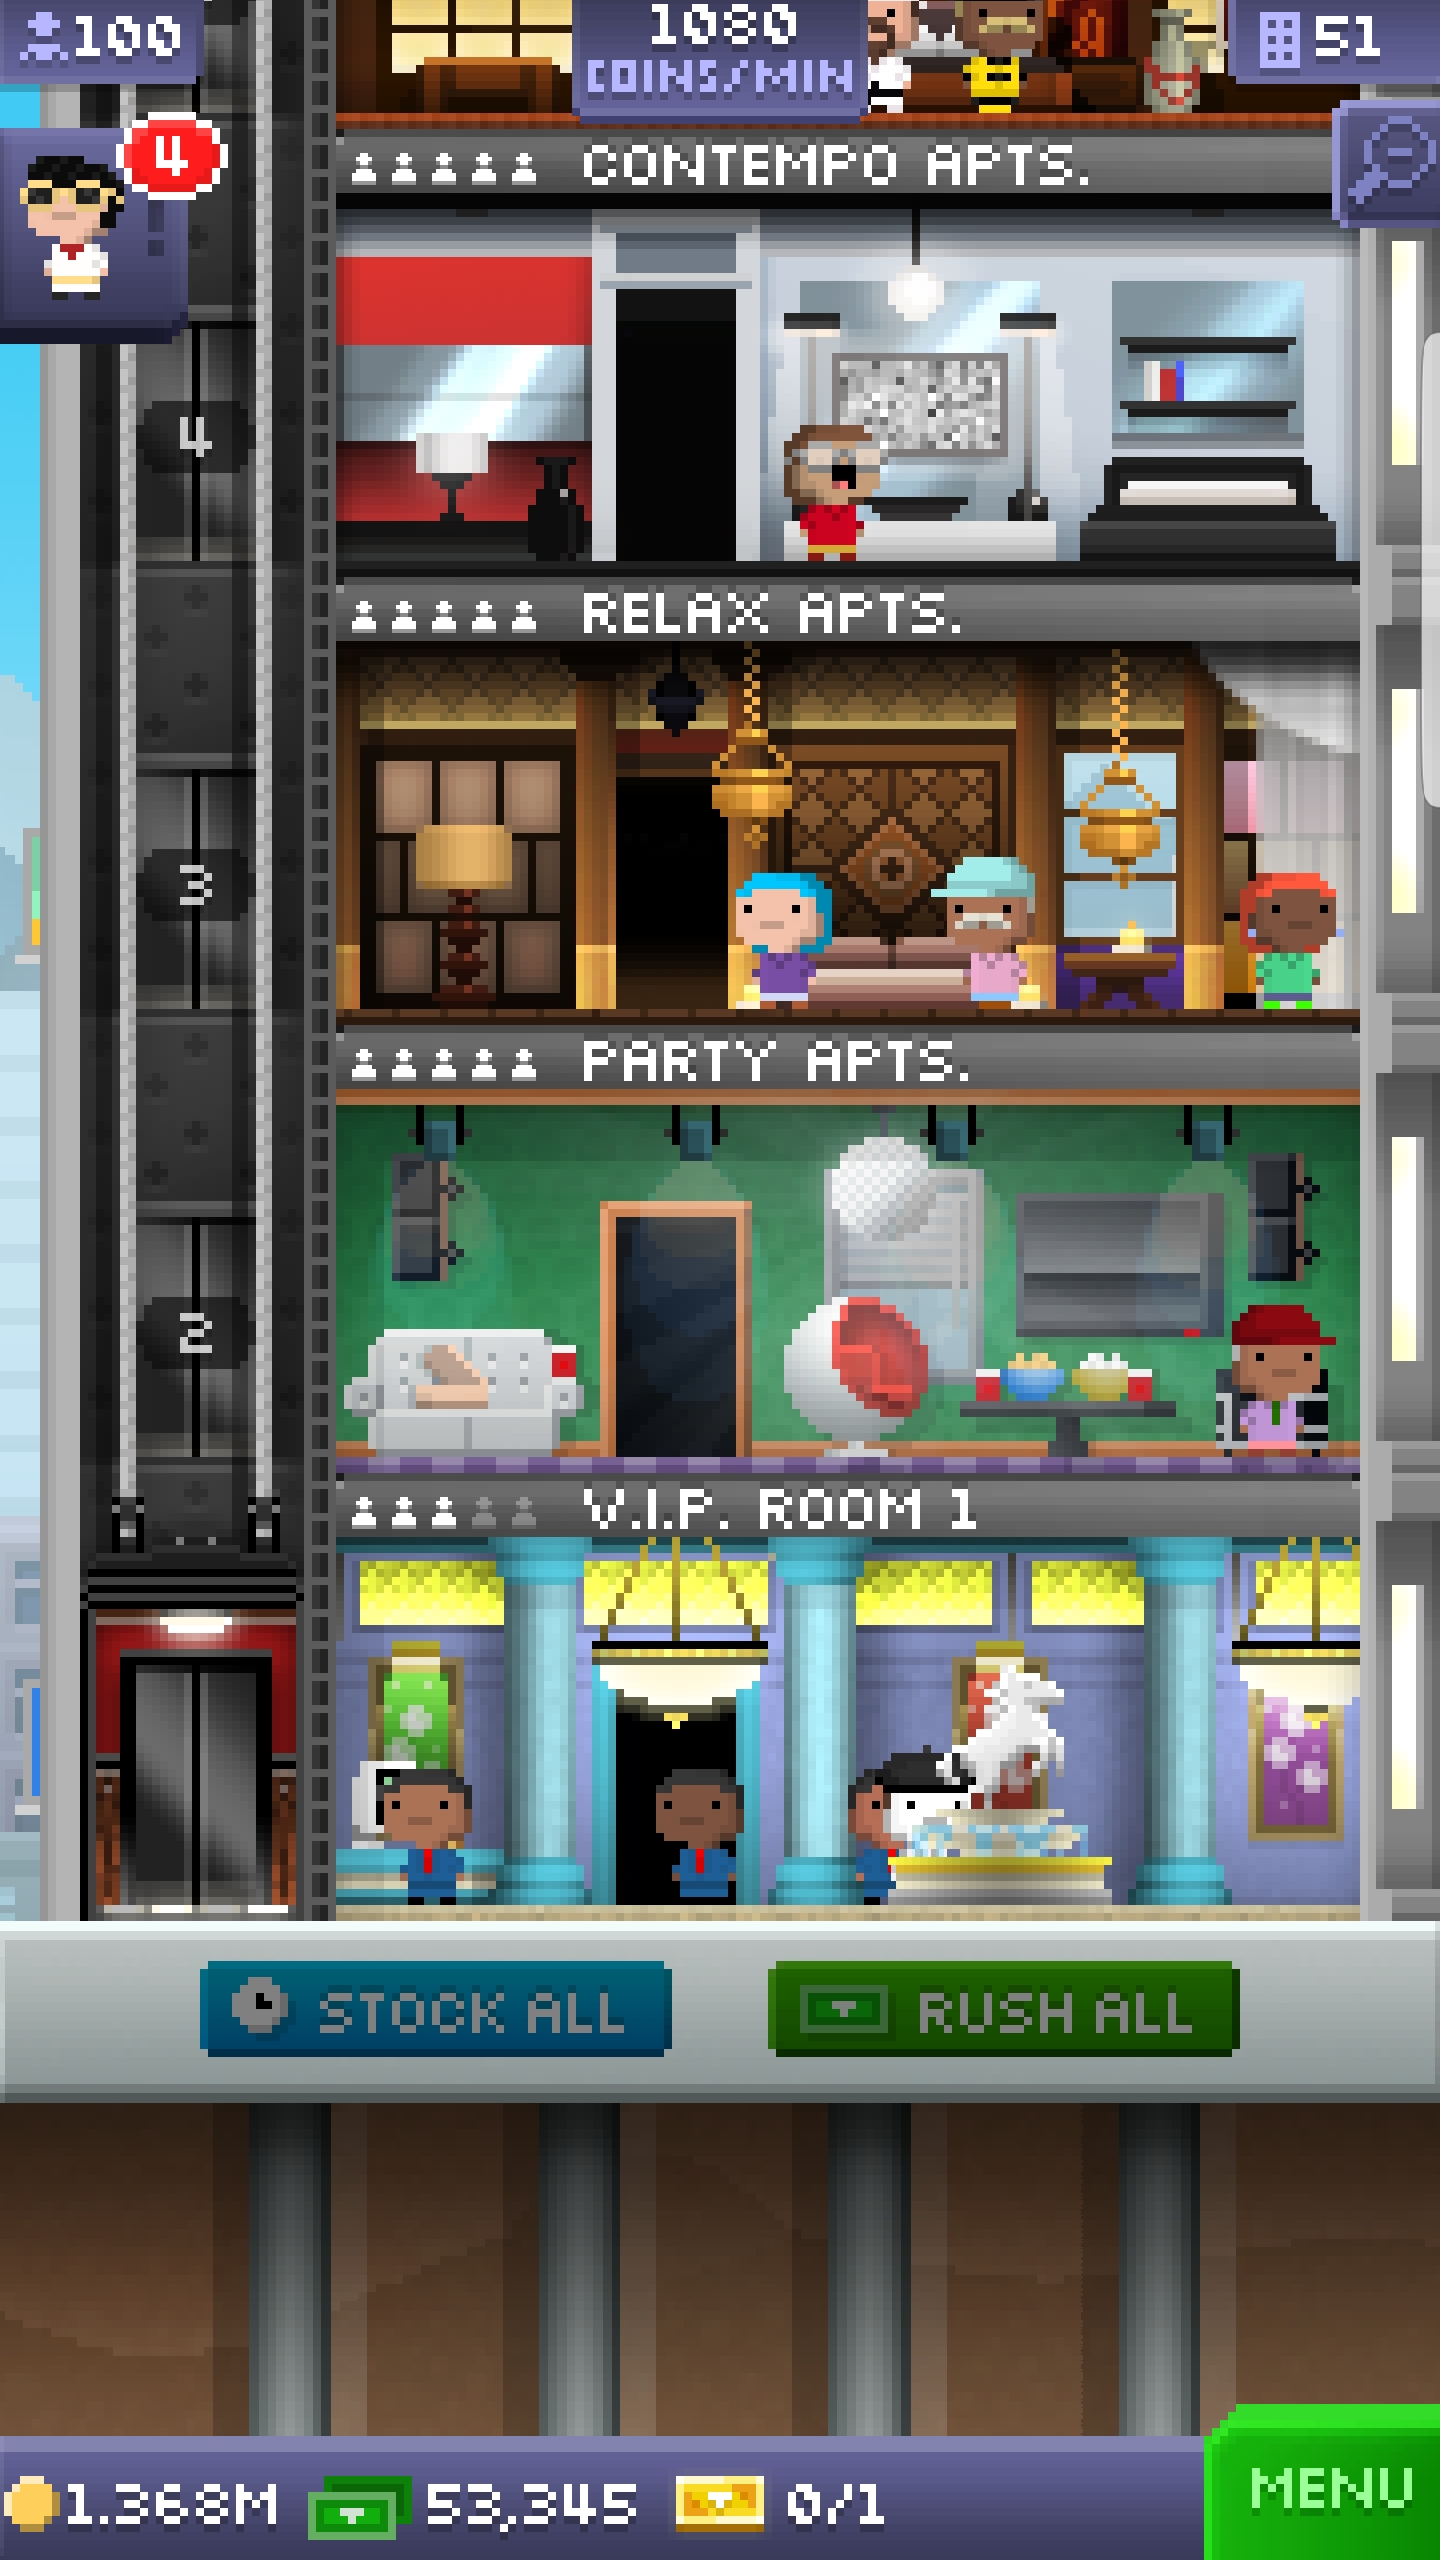 100
1080
COINS/MIN
51
4
CONTEMPO APTS.
4
RELAX APTS.
3
PARTY APTS.
2
V.I.P. ROOM 1
STOCK ALL
RUSH ALL
1.368M
53,345
0/1
MENU